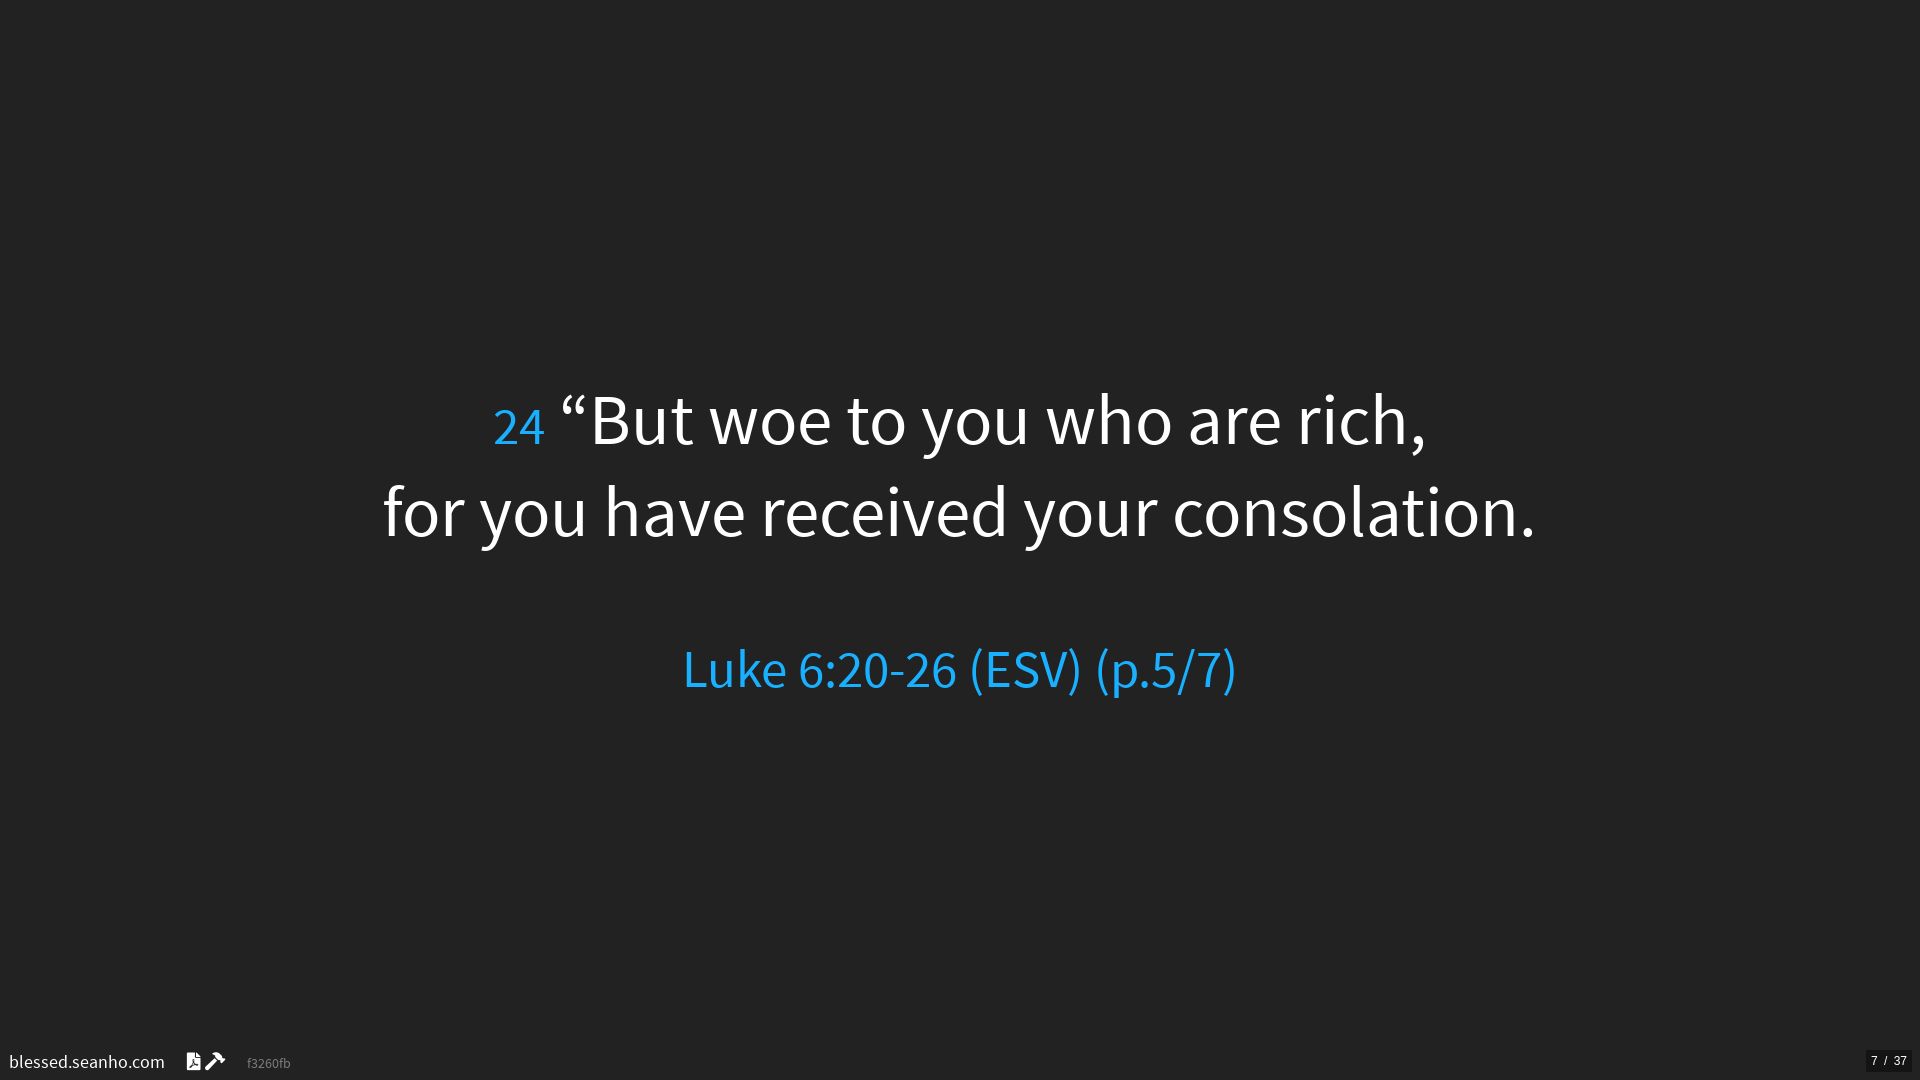 24 “But woe to you who are rich,
for you have received your consolation.
Luke 6:20-26 (ESV) (p.5/7)
blessed.seanho.com f3260fb
7 / 37